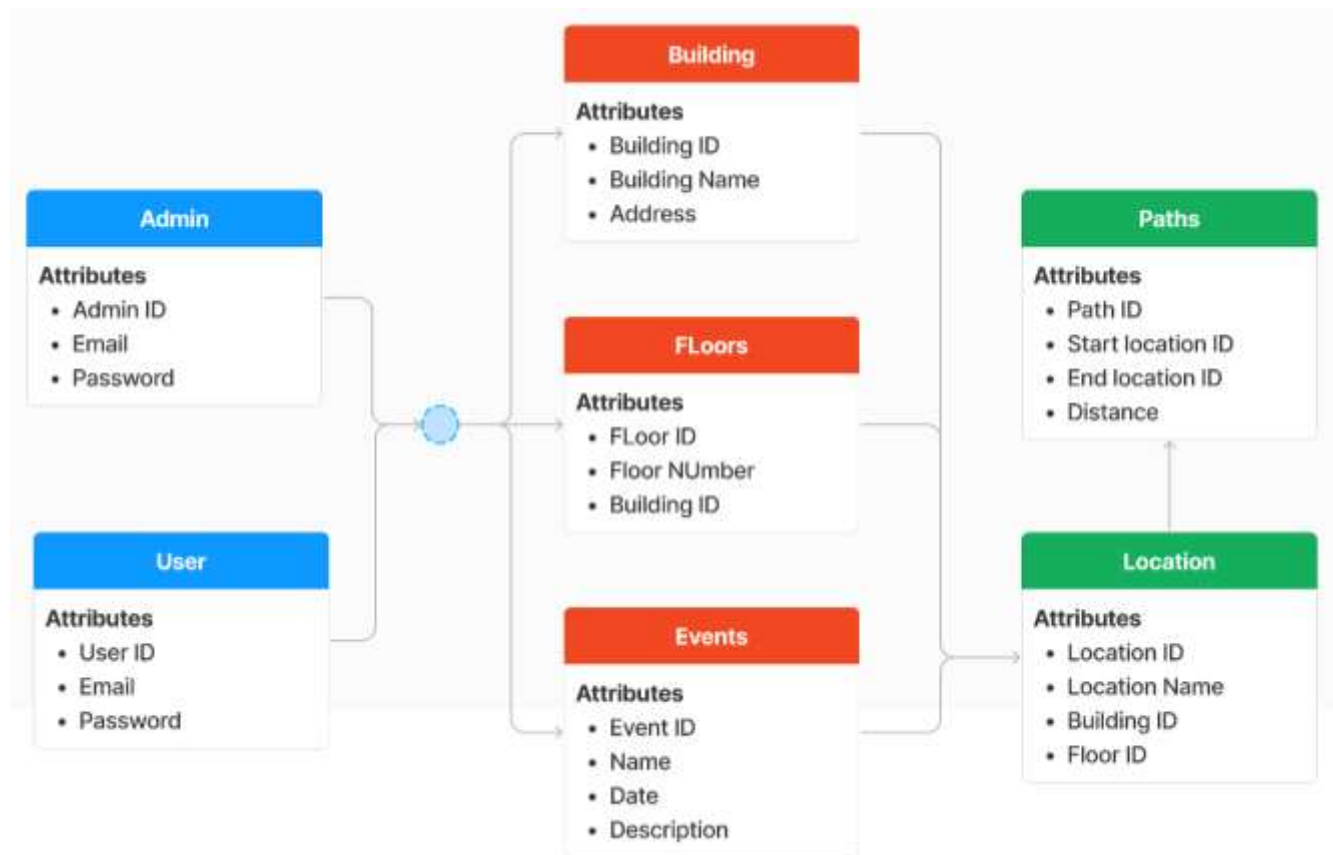 Admin
Attributes
• Admin ID
• Email
• Password
User
Attributes
• User ID
• Email
• Password
Building
Attributes
• Building ID
• Building Name
• Address
FLoors
Attributes
• FLoor ID
• Floor NUmber
• Building ID
Events
Attributes
• Event ID
• Name
• Date
• Description
Paths
Attributes
• Path ID
• Start location ID
• End location ID
• Distance
Location
Attributes
• Location ID
• Location Name
• Building ID
• Floor ID